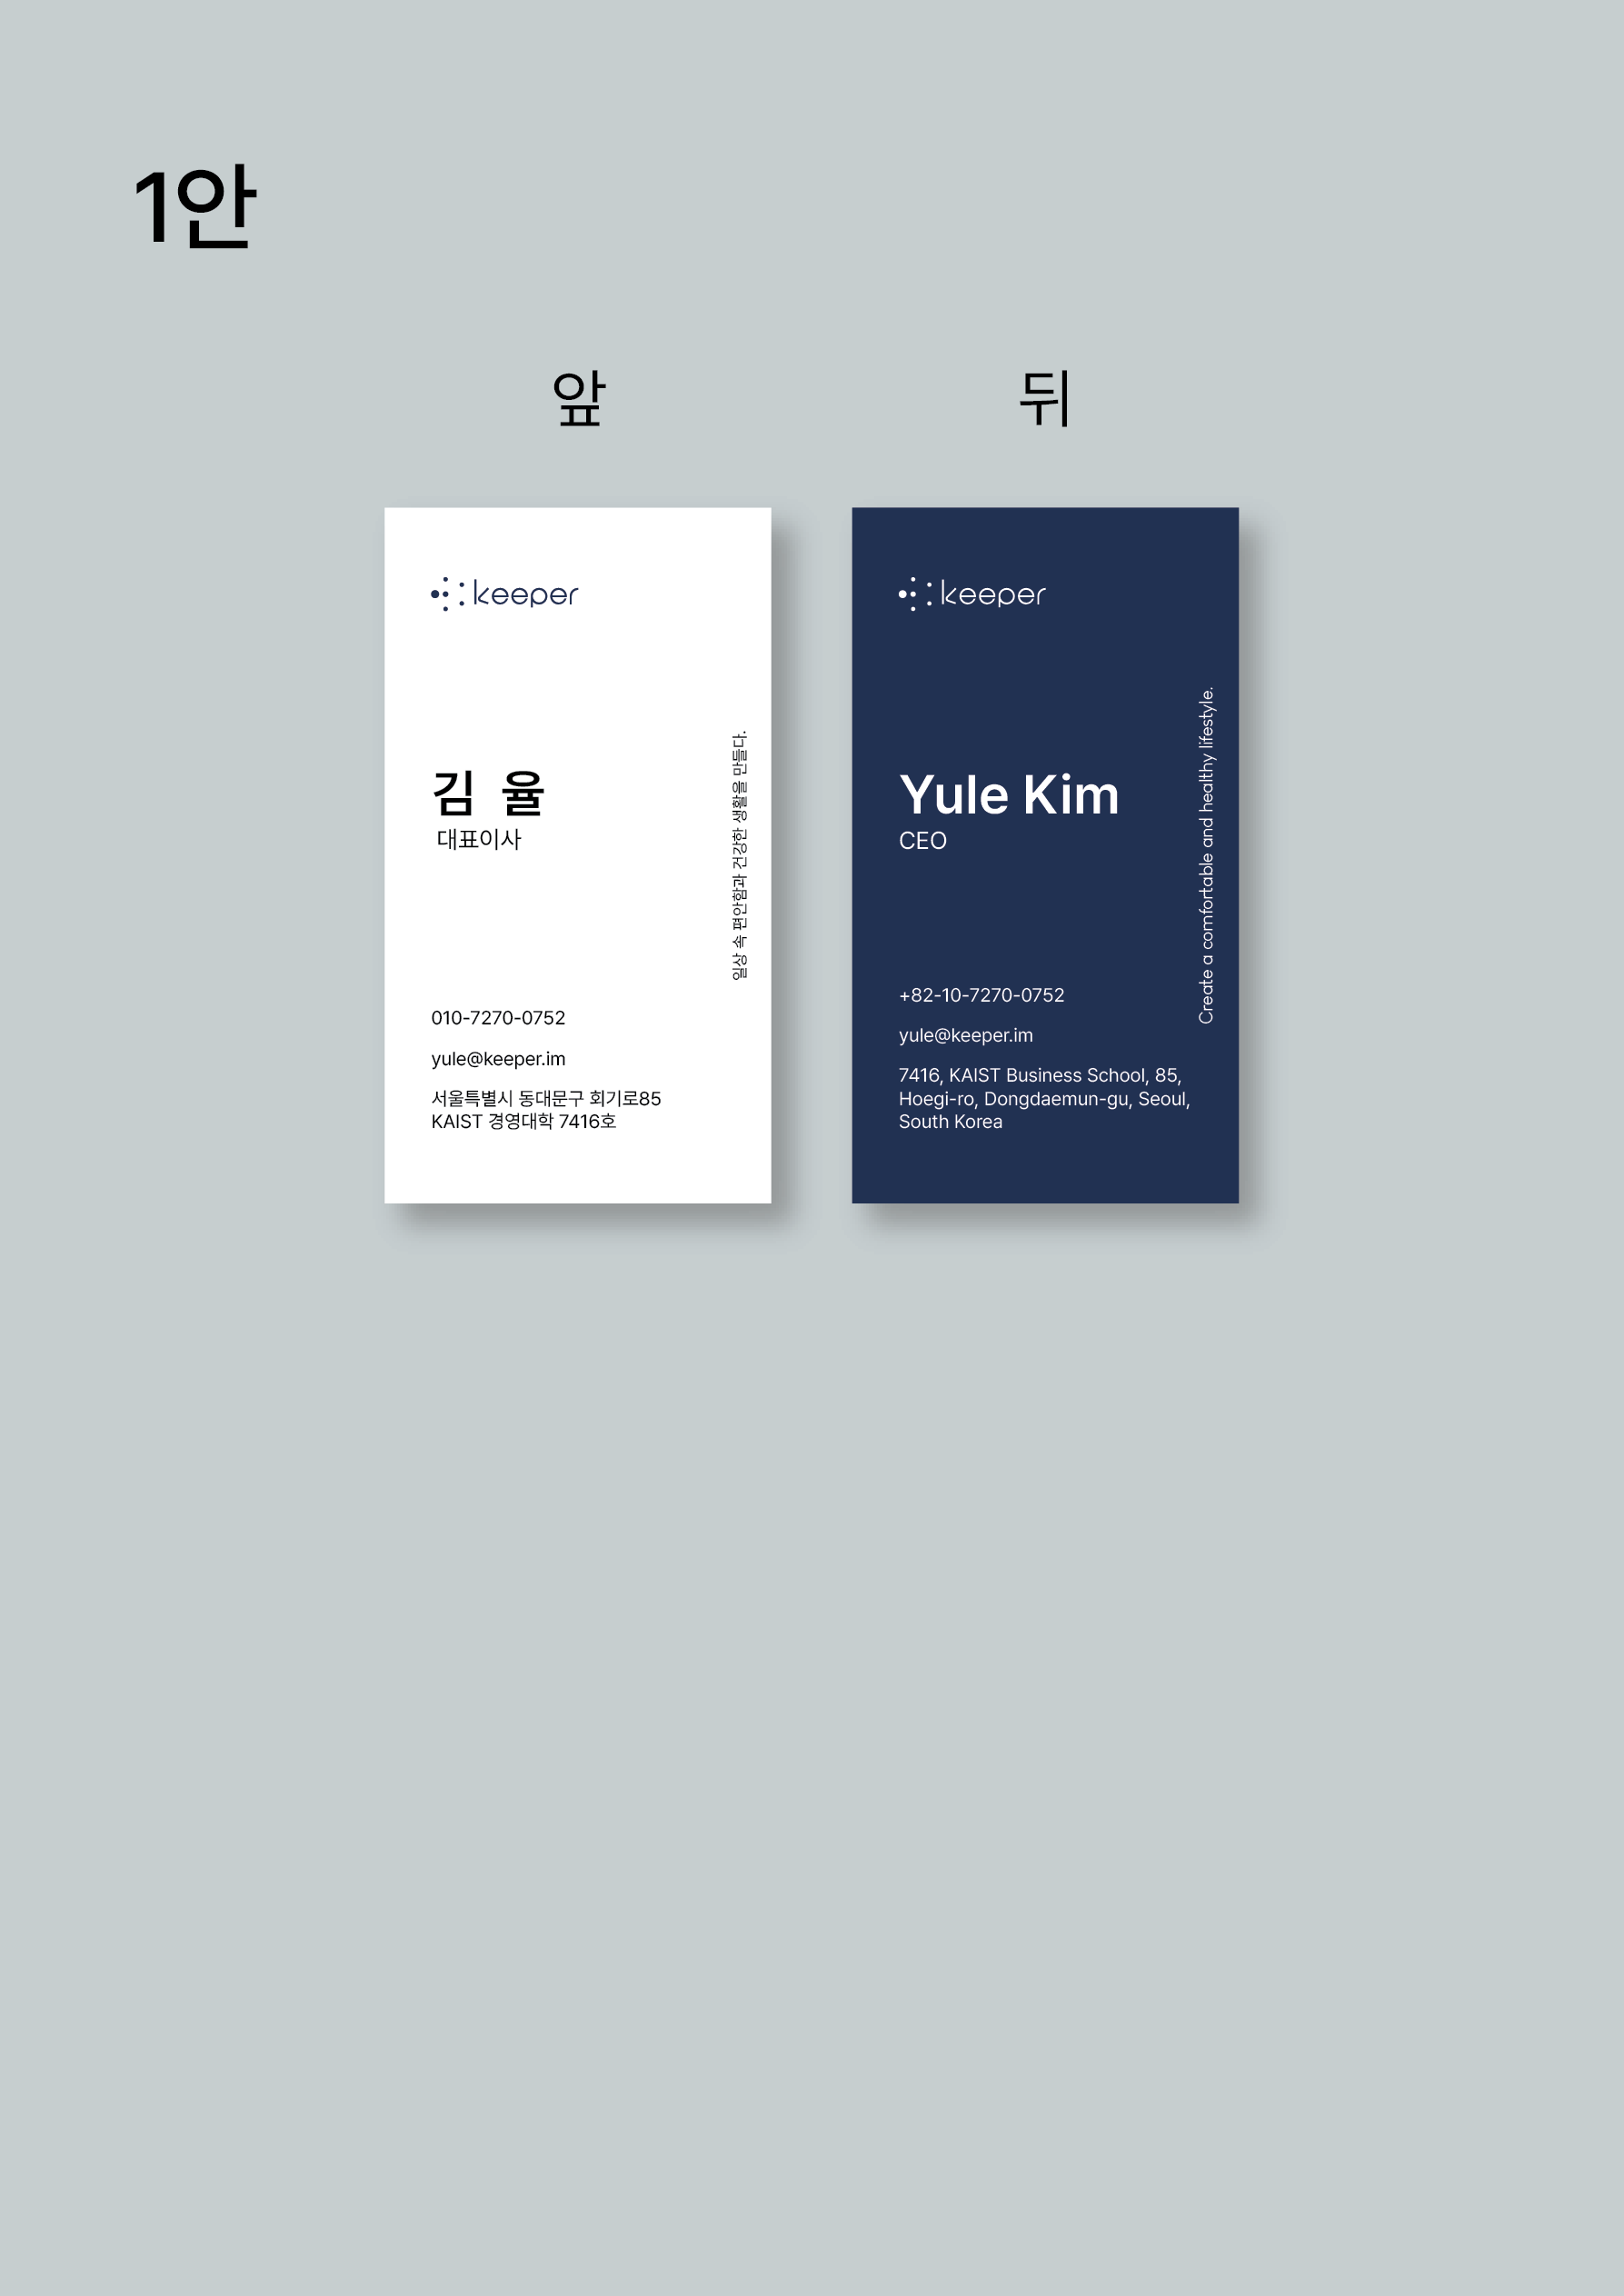 1안
앞
뒤
keeper
김 율
대표이사
일상 속 편안함과 건강한 생활을 만들다.
010-7270-0752
yule@keeper.im
서울특별시 동대문구 회기로85
KAIST 경영대학 7416호
keeper
Yule Kim
CEO
Create a comfortable and healthy lifestyle.
+82-10-7270-0752
yule@keeper.im
7416, KAIST Business School, 85,
Hoegi-ro, Dongdaemun-gu, Seoul,
South Korea